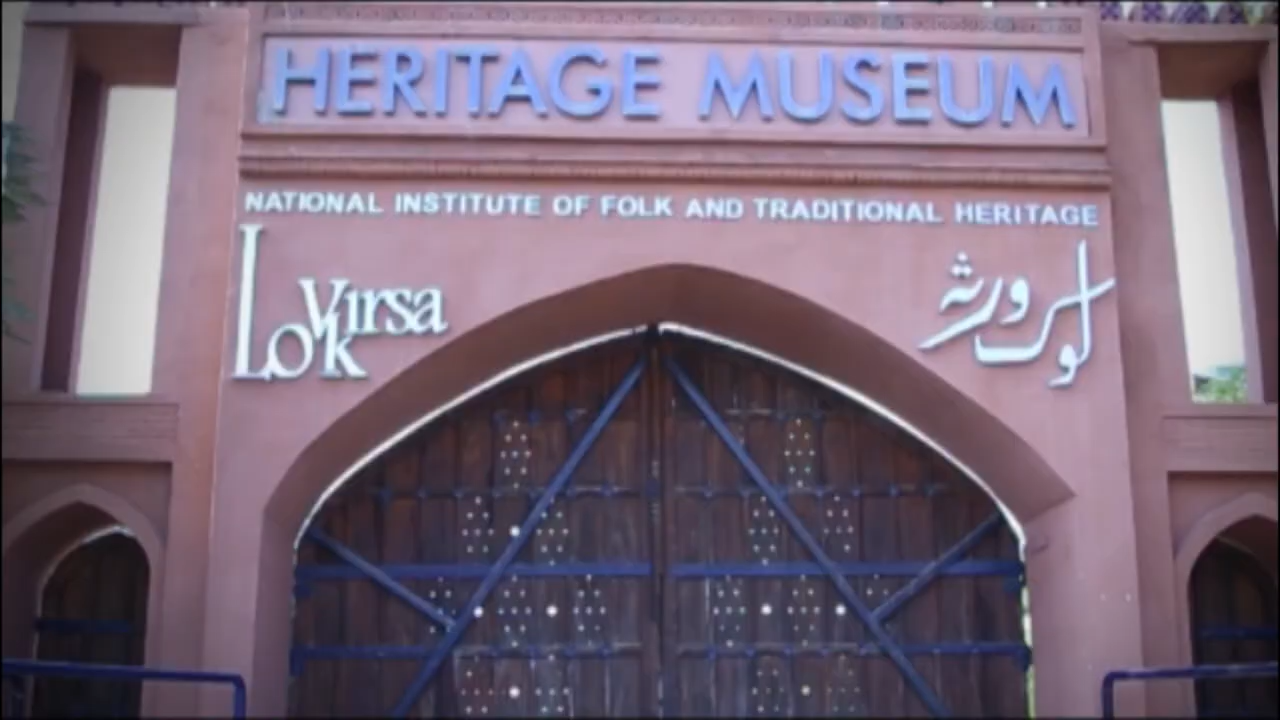 HERITAGE MUSEUM
NATIONAL INSTITUTE OF FOLK AND TRADITIONAL HERITAGE
Lok Virsa
لوک ورثہ